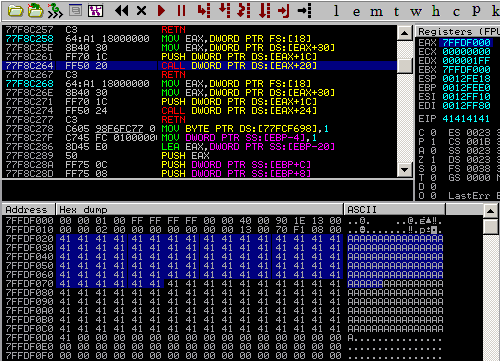 l e m t w h c p k
77F8C257 C3 RETN
77F8C258 64:A1 18000000 MOV EAX,DWORD PTR FS:[18]
77F8C25E 8B40 30 MOV EAX,DWORD PTR DS:[EAX+30]
77F8C261 FF70 1C PUSH DWORD PTR DS:[EAX+1C]
77F8C264 FF50 20 CALL DWORD PTR DS:[EAX+20]
77F8C267 C3 RETN
77F8C268 64:A1 18000000 MOV EAX,DWORD PTR FS:[18]
77F8C26E 8B40 30 MOV EAX,DWORD PTR DS:[EAX+30]
77F8C271 FF70 1C PUSH DWORD PTR DS:[EAX+1C]
77F8C274 FF50 24 CALL DWORD PTR DS:[EAX+24]
77F8C277 C3 RETN
77F8C278 C605 98F6FC77 0 MOV BYTE PTR DS:[77FCF698],1
77F8C27F C745 FC 0100000 MOV DWORD PTR SS:[EBP-4],1
77F8C286 8D45 E0 LEA EAX,DWORD PTR SS:[EBP-20]
77F8C289 50 PUSH EAX
77F8C28A FF75 0C PUSH DWORD PTR SS:[EBP+C]
77F8C28D FF75 08 PUSH DWORD PTR SS:[EBP+8]
Registers (FPU
EAX 7FFDF000
ECX 00000000
EDX 000001FF
EBX 7FFDF000
ESP 0012FE18
EBP 0012FE30
ESI 0012FF10
EDI 0012FF80
EIP 41414141
C 0 ES 0023
P 1 CS 001B
A 0 SS 0023
Z 1 DS 0023
S 0 FS 0038
T 0 GS 0000
D 0
O 0 LastErr
Address Hex dump ASCII
7FFDF000 00 00 01 00 FF FF FF FF 00 00 40 00 90 1E 13 00
7FFDF010 00 00 02 00 00 00 00 00 00 00 13 00 70 F1 08 00
7FFDF020 41 41 41 41 41 41 41 41 41 41 41 41 41 41 41 41 AAAAAAAAAAAAAAAA
7FFDF030 41 41 41 41 41 41 41 41 41 41 41 41 41 41 41 41 AAAAAAAAAAAAAAAA
7FFDF040 41 41 41 41 41 41 41 41 41 41 41 41 41 41 41 41 AAAAAAAAAAAAAAAA
7FFDF050 41 41 41 41 41 41 41 41 41 41 41 41 41 41 41 41 AAAAAAAAAAAAAAAA
7FFDF060 41 41 41 41 41 41 41 41 41 41 41 41 41 41 41 41 AAAAAAAAAAAAAAAA
7FFDF070 41 41 41 41 41 41 41 41 41 41 41 41 41 41 41 41 AAAAAAAAAAAAAAAA
7FFDF080 41 41 41 41 41 41 41 41 41 41 41 41 41 41 41 41 AAAAAAAAAAAAAAAA
7FFDF090 41 41 41 41 41 41 41 41 41 41 41 41 41 41 41 41 AAAAAAAAAAAAAAAA
7FFDF0A0 41 41 41 41 41 41 41 41 41 41 41 41 41 41 41 41 AAAAAAAAAAAAAAAA
7FFDF0B0 41 41 41 41 41 41 41 41 41 41 41 41 41 41 41 41 AAAAAAAAAAAAAAAA
7FFDF0C0 41 41 41 41 41 41 41 41 41 41 41 41 41 41 41 41 AAAAAAAAAAAAAAAA
7FFDF0D0 41 00 00 00 00 00 00 00 00 00 00 00 00 00 00 00 A...............
7FFDF0E0 00 00 00 00 00 00 00 00 00 00 00 00 00 00 00 00 ................
7FFDF0F0 00 00 00 00 00 00 00 00 00 00 00 00 00 00 00 00 ................